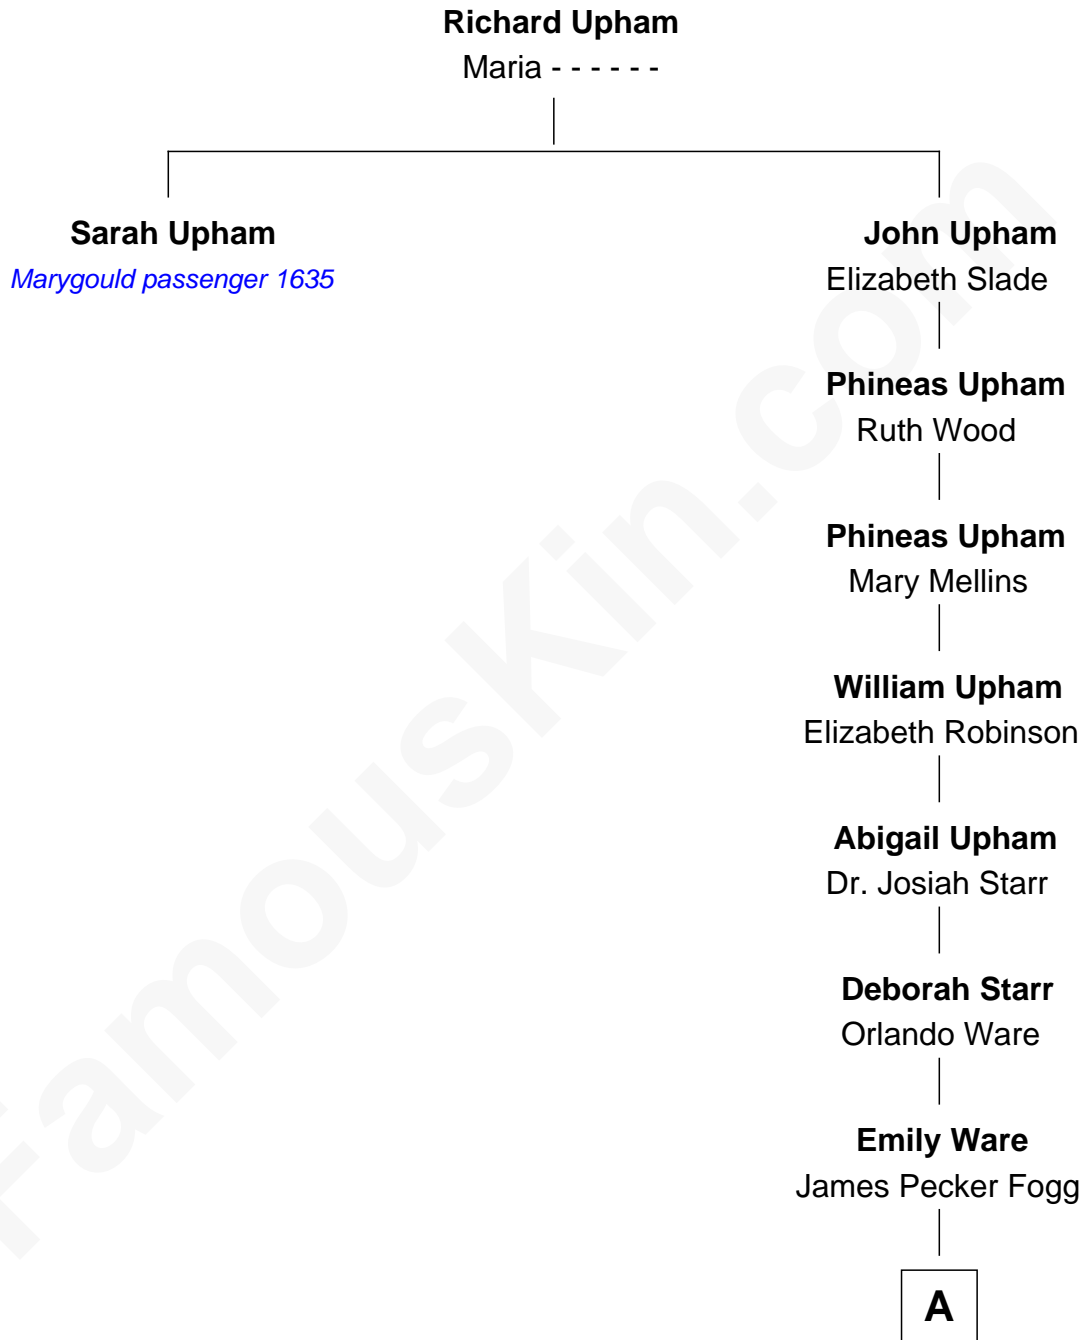 Richard Upham
Maria - - - - - -
Sarah Upham
Marygould passenger 1635
John Upham
Elizabeth Slade
Phineas Upham
Ruth Wood
Phineas Upham
Mary Mellins
William Upham
Elizabeth Robinson
Abigail Upham
Dr. Josiah Starr
Deborah Starr
Orlando Ware
Emily Ware
James Pecker Fogg
A
FamousKin.com